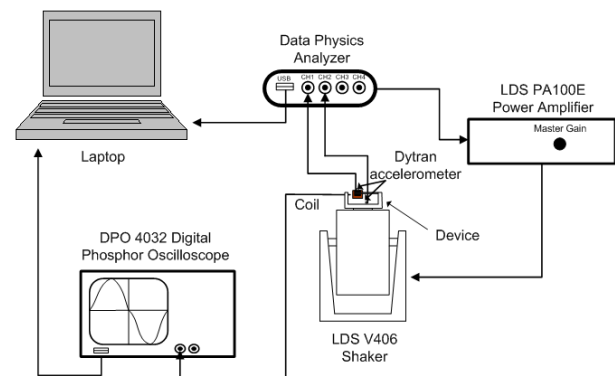 Data Physics
Analyzer
USB
CH1
CH2
CH3
CH4
LDS PA100E
Power Amplifier
Master Gain
Laptop
Dytran
accelerometer
Coil
Device
DPO 4032 Digital
Phosphor Oscilloscope
LDS V406
Shaker